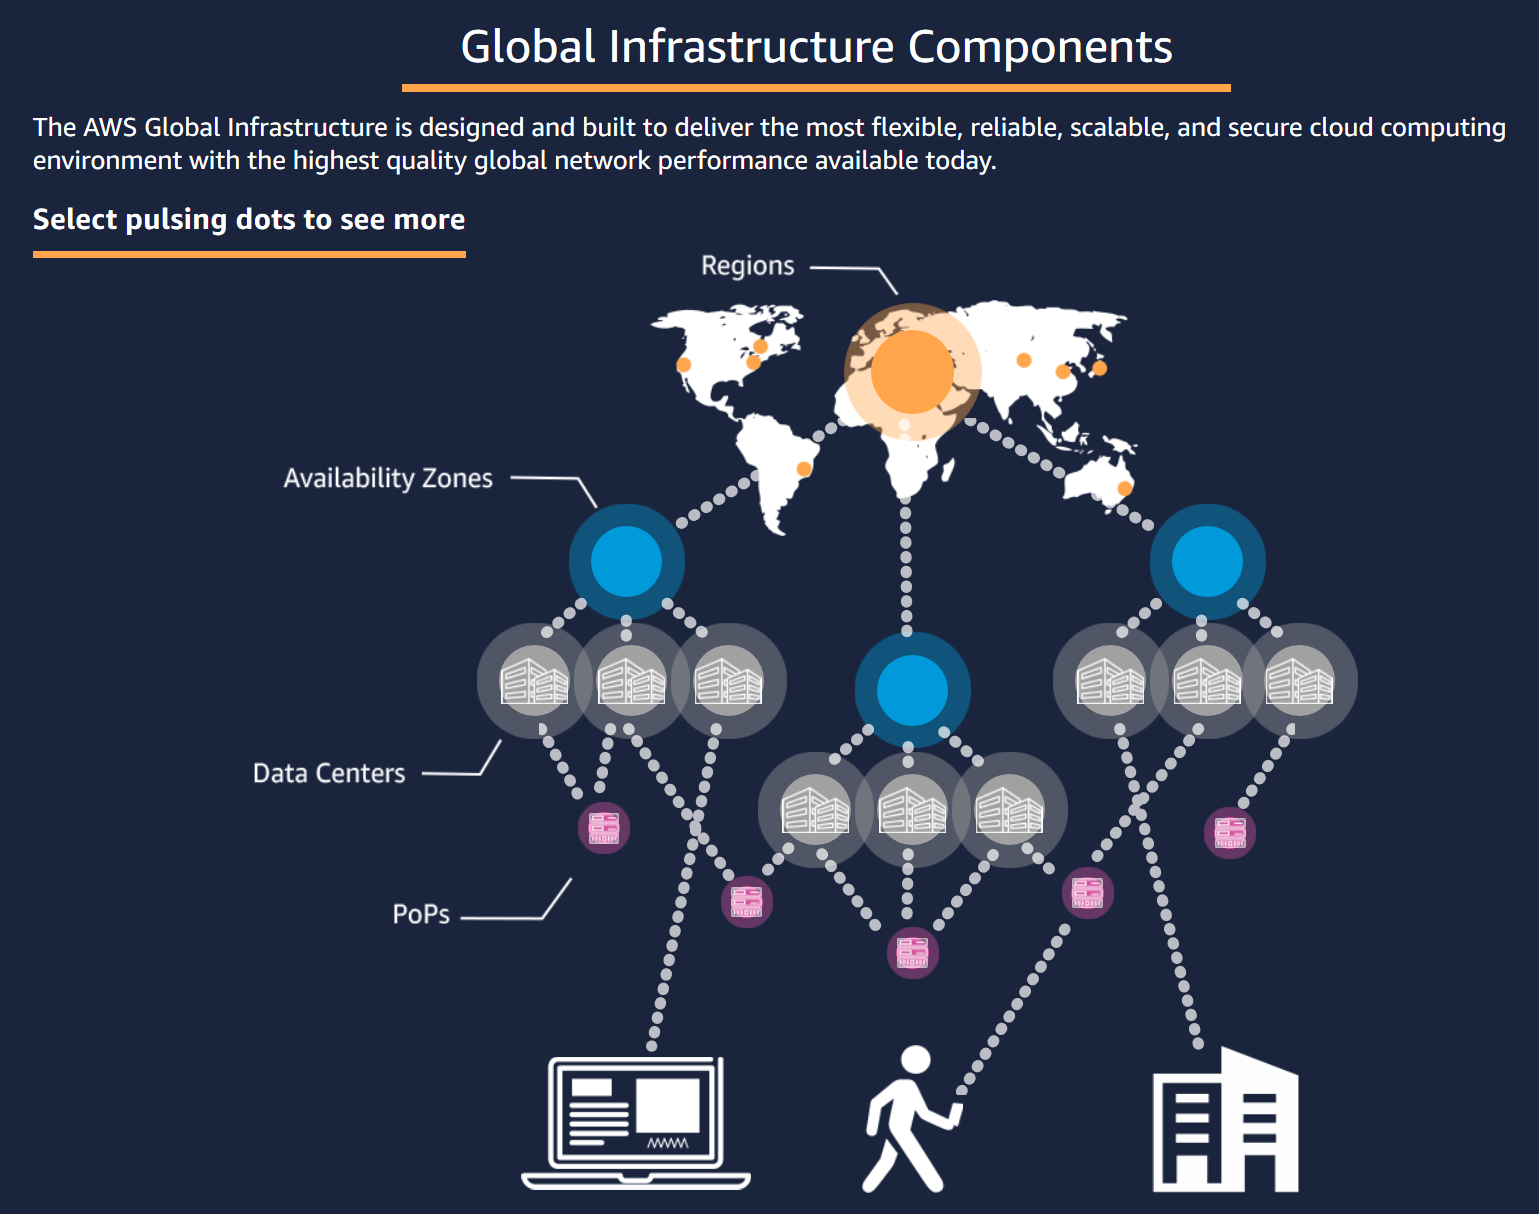 Global Infrastructure Components
The AWS Global Infrastructure is designed and built to deliver the most flexible, reliable, scalable, and secure cloud computing
environment with the highest quality global network performance available today.
Select pulsing dots to see more
Regions
Availability Zones
Data Centers
PoPs